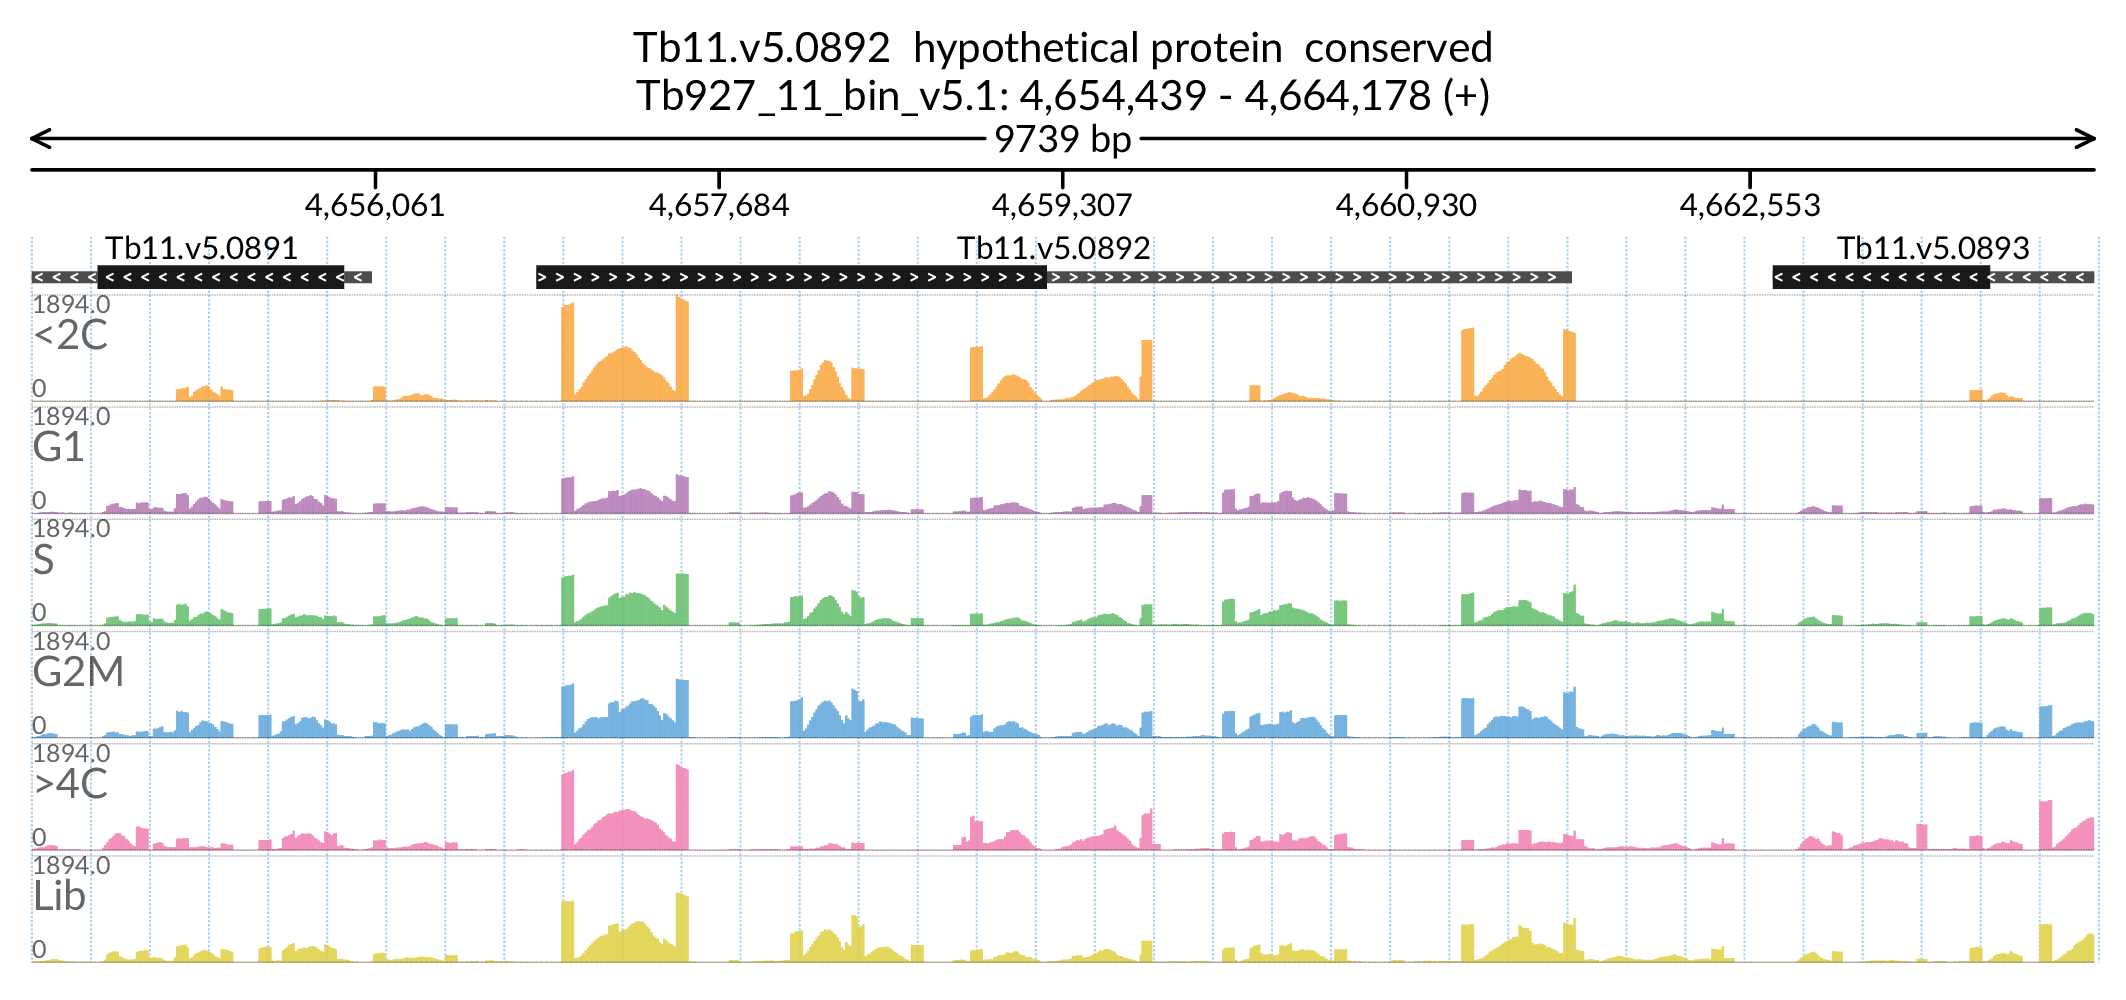 Tb11.v5.0892 hypothetical protein conserved
Tb927_11_bin_v5.1: 4,654,439 - 4,664,178 (+)
9739 bp
4,656,061 4,657,684 4,659,307 4,660,930 4,662,553
Tb11.v5.0891 Tb11.v5.0892 Tb11.v5.0893
1894.0
<2C
0
1894.0
G1
0
1894.0
S
0
1894.0
G2M
0
1894.0
>4C
0
1894.0
Lib
0